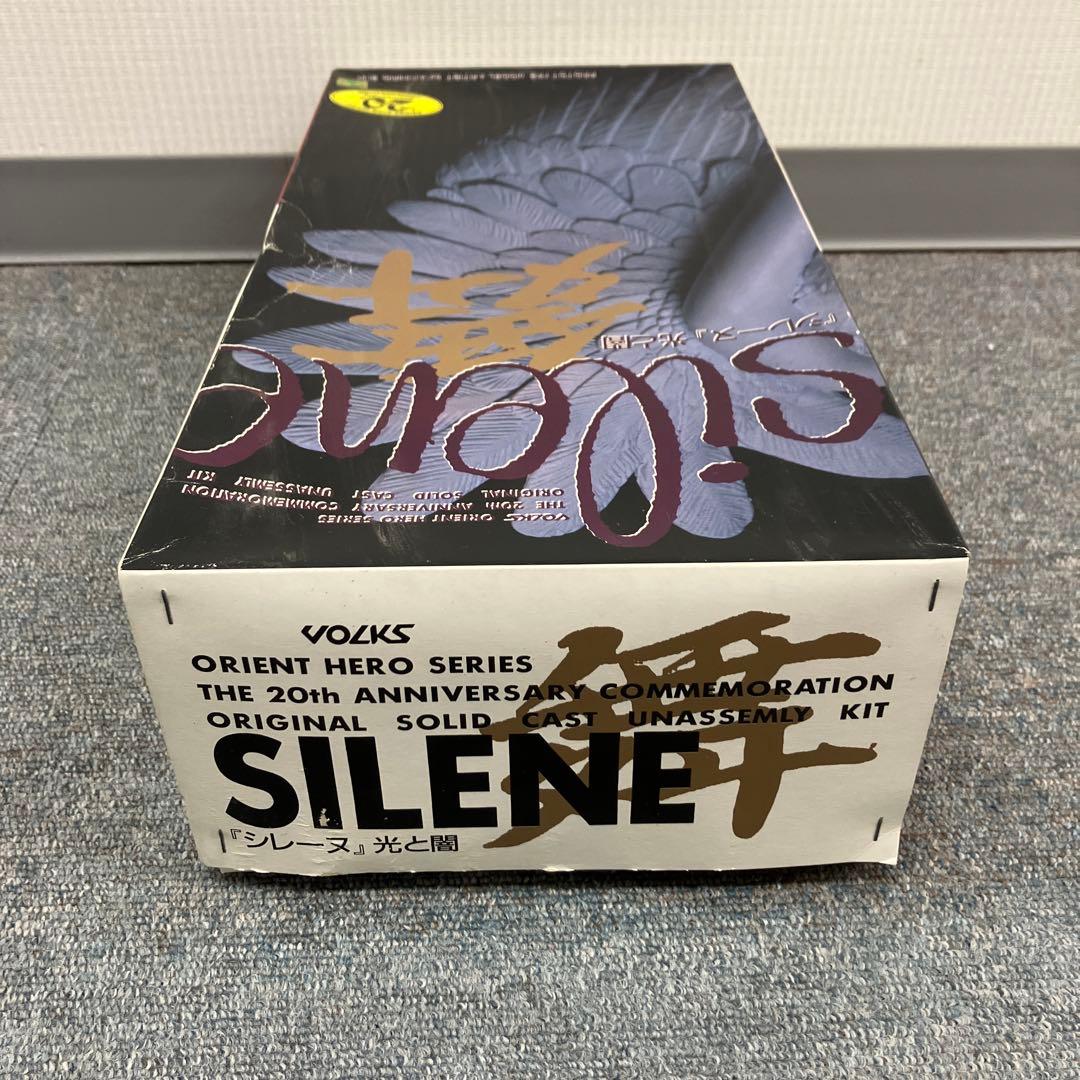 20
VOLKS ORIENT HERO SERIES
THE 20th ANNIVERSARY COMMEMORATION
ORIGINAL SOLID CAST UNASSEMLY KIT
silene
『シレーヌ』光と闇
VOLKS
ORIENT HERO SERIES
THE 20th ANNIVERSARY COMMEMORATION
ORIGINAL SOLID CAST UNASSEMLY KIT
SILENE
『シレーヌ』光と闇